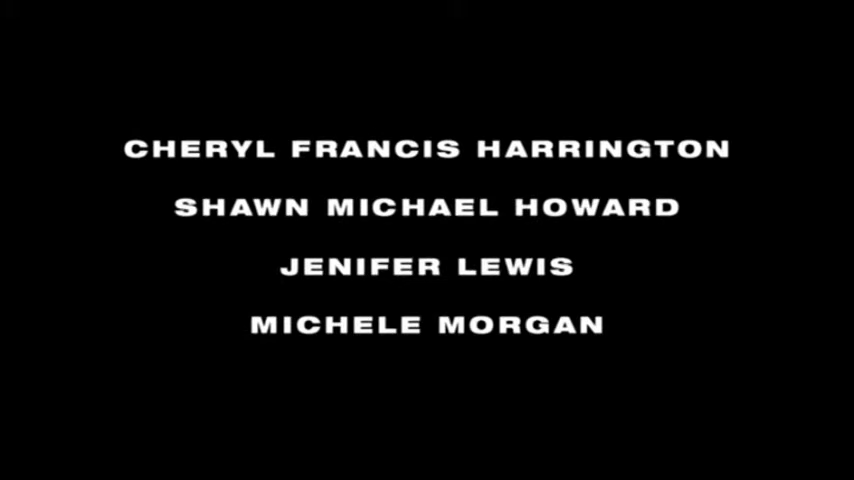 CHERYL FRANCIS HARRINGTON
SHAWN MICHAEL HOWARD
JENIFER LEWIS
MICHELE MORGAN